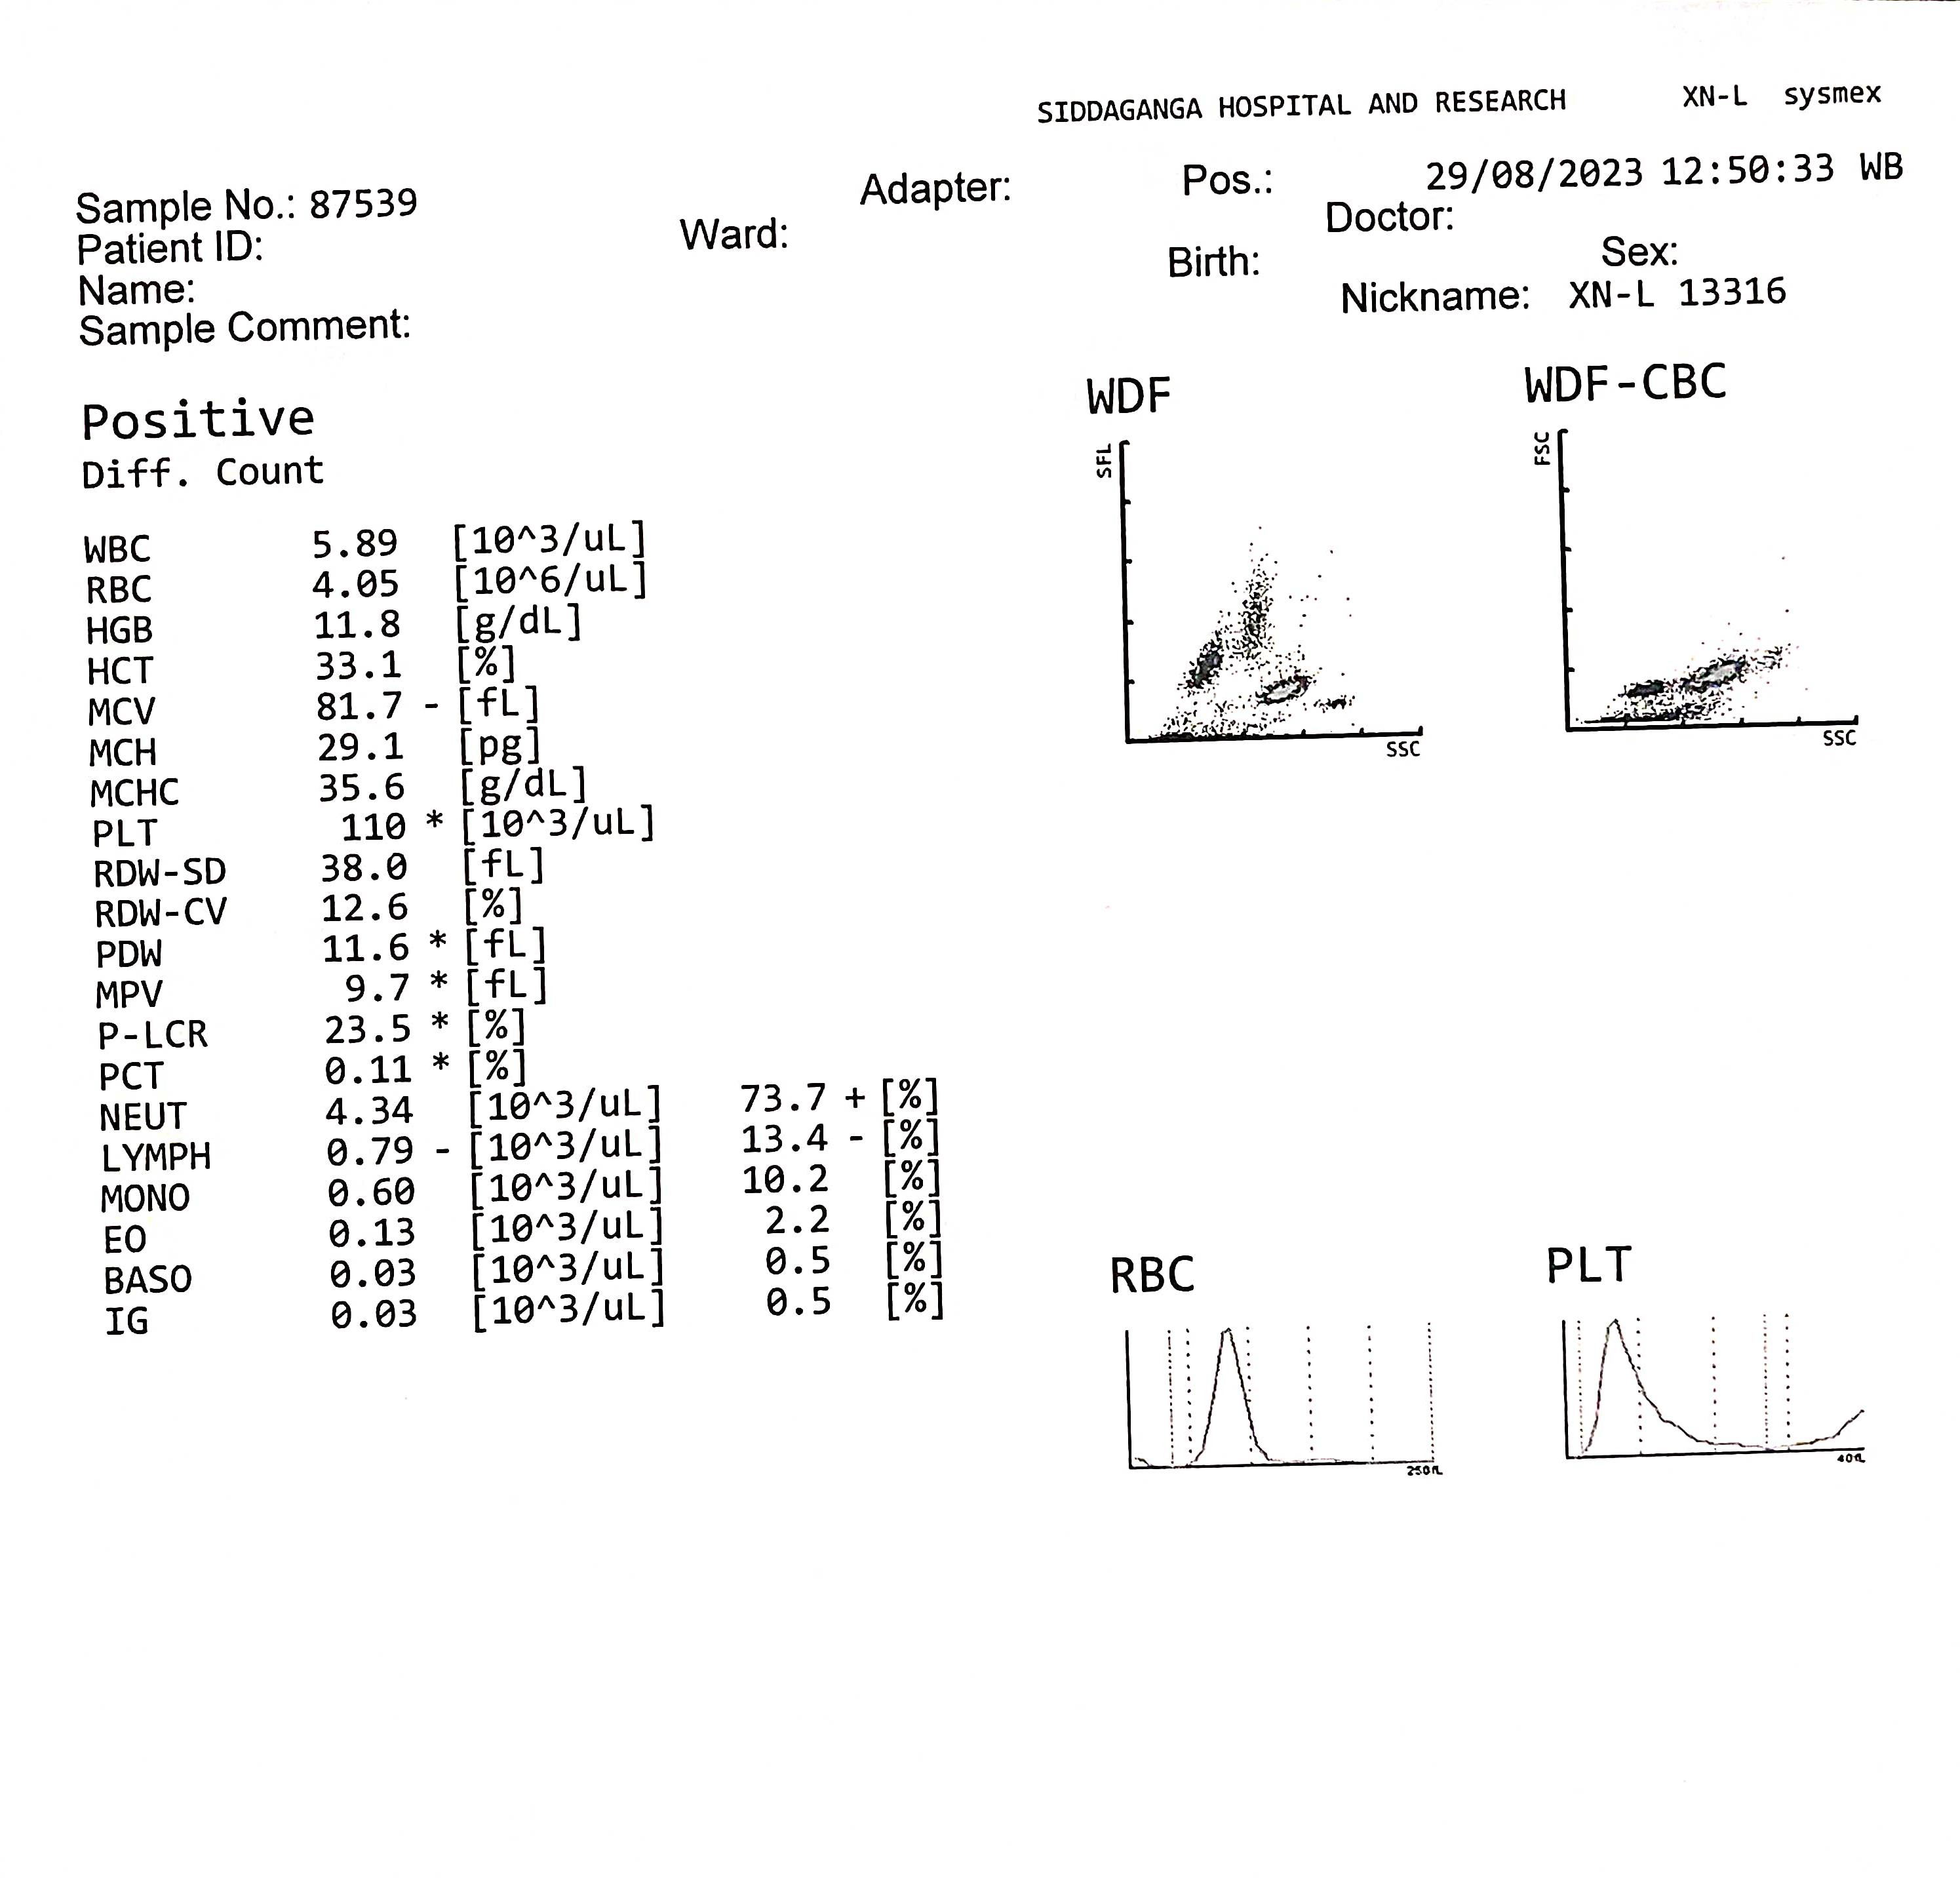 SIDDAGANGA HOSPITAL AND RESEARCH XN-L sysmex
Adapter: Pos.: 29/08/2023 12:50:33 WB
Sample No.: 87539
Ward: Doctor:
Patient ID:
Birth: Sex:
Name:
Nickname: XN-L 13316
Sample Comment:
Positive
Diff. Count
WBC 5.89 [10^3/uL]
RBC 4.05 [10^6/uL]
HGB 11.8 [g/dL]
HCT 33.1 [%]
MCV 81.7 - [fL]
MCH 29.1 [pg]
MCHC 35.6 [g/dL]
PLT 110 * [10^3/uL]
RDW-SD 38.0 [fL]
RDW-CV 12.6 [%]
PDW 11.6 * [fL]
MPV 9.7 * [fL]
P-LCR 23.5 * [%]
PCT 0.11 * [%]
NEUT 4.34 [10^3/uL] 73.7 + [%]
LYMPH 0.79 - [10^3/uL] 13.4 - [%]
MONO 0.60 [10^3/uL] 10.2 [%]
EO 0.13 [10^3/uL] 2.2 [%]
BASO 0.03 [10^3/uL] 0.5 [%]
IG 0.03 [10^3/uL] 0.5 [%]
WDF
SFL
SSC
WDF-CBC
FSC
SSC
RBC
250fL
PLT
40fL